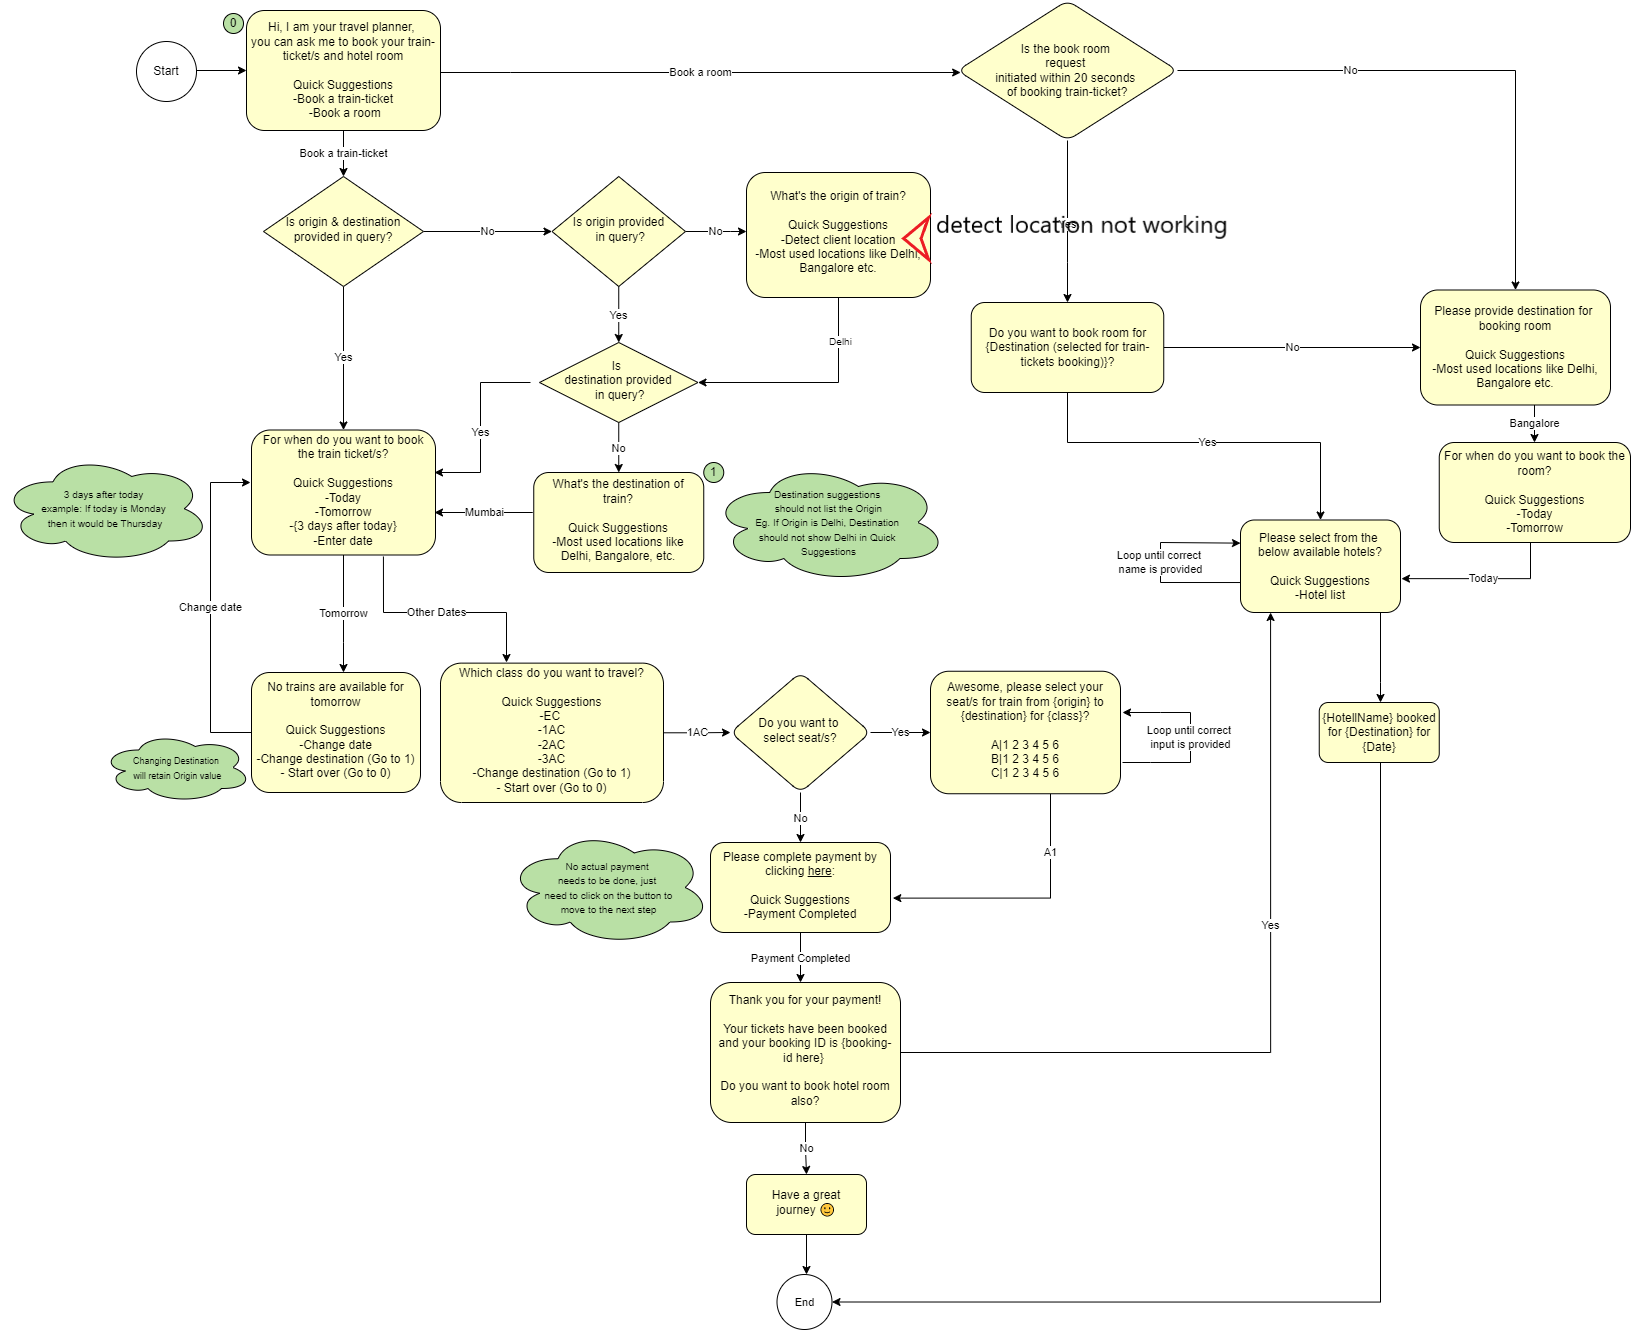 0
Hi, I am your travel planner,
you can ask me to book your train-
ticket/s and hotel room
Quick Suggestions
-Book a train-ticket
-Book a room
Start
Book a room
Is the book room
request
initiated within 20 seconds
of booking train-ticket?
No
Book a train-ticket
Is origin & destination
provided in query?
No
Is origin provided
in query?
No
What's the origin of train?
Quick Suggestions
-Detect client location
-Most used locations like Delhi,
Bangalore etc.
detect location not working
Yes
Yes
Yes
Delhi
Is
destination provided
in query?
Do you want to book room for
{Destination (selected for train-
tickets booking)}?
No
Please provide destination for
booking room
Quick Suggestions
-Most used locations like Delhi,
Bangalore etc.
Yes
No
Yes
Bangalore
For when do you want to book
the train ticket/s?
Quick Suggestions
-Today
-Tomorrow
-{3 days after today}
-Enter date
3 days after today
example: If today is Monday
then it would be Thursday
Mumbai
1
What's the destination of
train?
Quick Suggestions
-Most used locations like
Delhi, Bangalore, etc.
Destination suggestions
should not list the Origin
Eg. If Origin is Delhi, Destination
should not show Delhi in Quick
Suggestions
For when do you want to book the
room?
Quick Suggestions
-Today
-Tomorrow
Loop until correct
name is provided
Please select from the
below available hotels?
Quick Suggestions
-Hotel list
Today
Change date
Tomorrow
Other Dates
No trains are available for
tomorrow
Quick Suggestions
-Change date
-Change destination (Go to 1)
- Start over (Go to 0)
Changing Destination
will retain Origin value
Which class do you want to travel?
Quick Suggestions
-EC
-1AC
-2AC
-3AC
-Change destination (Go to 1)
- Start over (Go to 0)
1AC
Do you want to
select seat/s?
Yes
Awesome, please select your
seat/s for train from {origin} to
{destination} for {class}?
A|1 2 3 4 5 6
B|1 2 3 4 5 6
C|1 2 3 4 5 6
Loop until correct
input is provided
{HotellName} booked
for {Destination} for
{Date}
No
A1
No actual payment
needs to be done, just
need to click on the button to
move to the next step
Please complete payment by
clicking here:
Quick Suggestions
-Payment Completed
Yes
Payment Completed
Thank you for your payment!
Your tickets have been booked
and your booking ID is {booking-
id here}
Do you want to book hotel room
also?
No
Have a great
journey 🙂
End